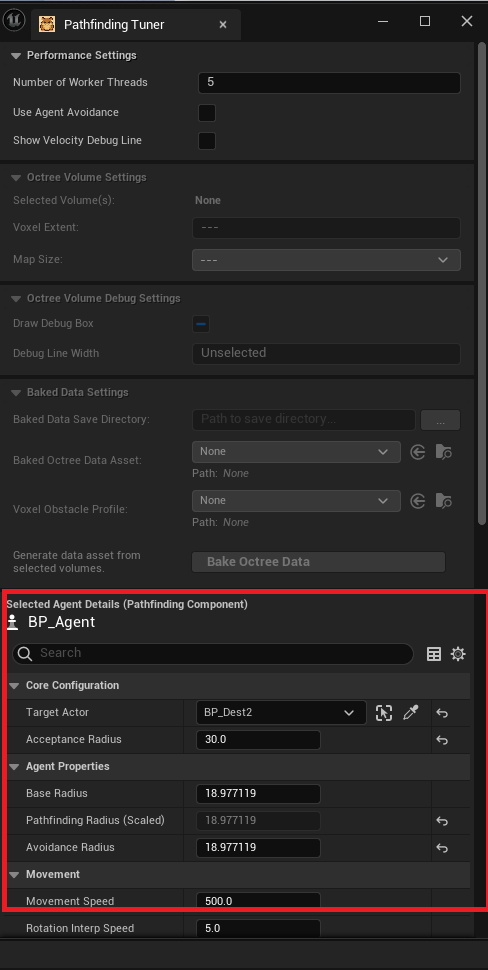 Pathfinding Tuner
Performance Settings
Number of Worker Threads 5
Use Agent Avoidance
Show Velocity Debug Line
Octree Volume Settings
Selected Volume(s): None
Voxel Extent: ---
Map Size: ---
Octree Volume Debug Settings
Draw Debug Box
Debug Line Width Unselected
Baked Data Settings
Baked Data Save Directory: Path to save directory... ...
Baked Octree Data Asset: None
Path: None
Voxel Obstacle Profile: None
Path: None
Generate data asset from
selected volumes. Bake Octree Data
Selected Agent Details (Pathfinding Component)
BP_Agent
Search
Core Configuration
Target Actor BP_Dest2
Acceptance Radius 30.0
Agent Properties
Base Radius 18.977119
Pathfinding Radius (Scaled) 18.977119
Avoidance Radius 18.977119
Movement
Movement Speed 500.0
Rotation Interp Speed 5.0